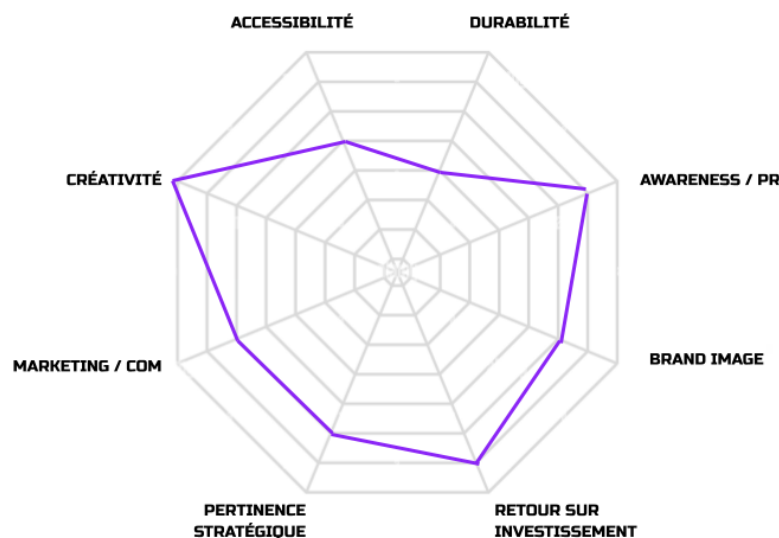 ACCESSIBILITÉ
DURABILITÉ
CRÉATIVITÉ
AWARENESS / PR
MARKETING / COM
BRAND IMAGE
PERTINENCE
STRATÉGIQUE
RETOUR SUR
INVESTISSEMENT